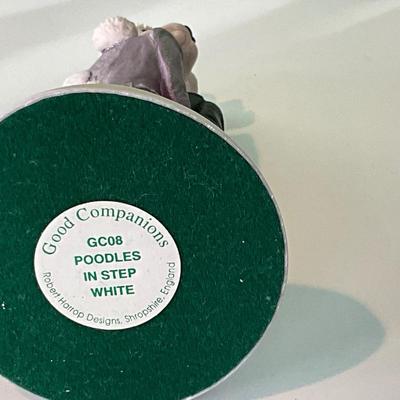 Good Companions
GC08
POODLES
IN STEP
WHITE
Robert Harrop Designs, Shropshire, England